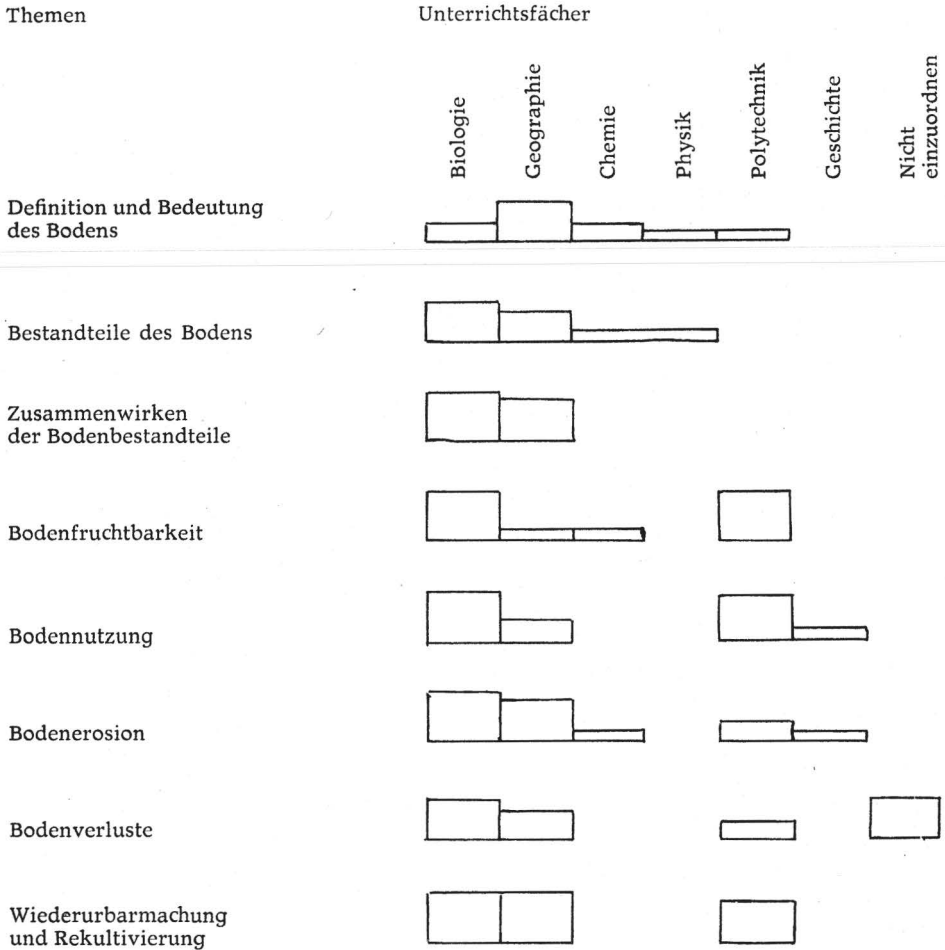 Themen
Unterrichtsfächer
Biologie
Geographie
Chemie
Physik
Polytechnik
Geschichte
Nicht
einzuordnen
Definition und Bedeutung
des Bodens
Bestandteile des Bodens
Zusammenwirken
der Bodenbestandteile
Bodenfruchtbarkeit
Bodennutzung
Bodenerosion
Bodenverluste
Wiederurbarmachung
und Rekultivierung